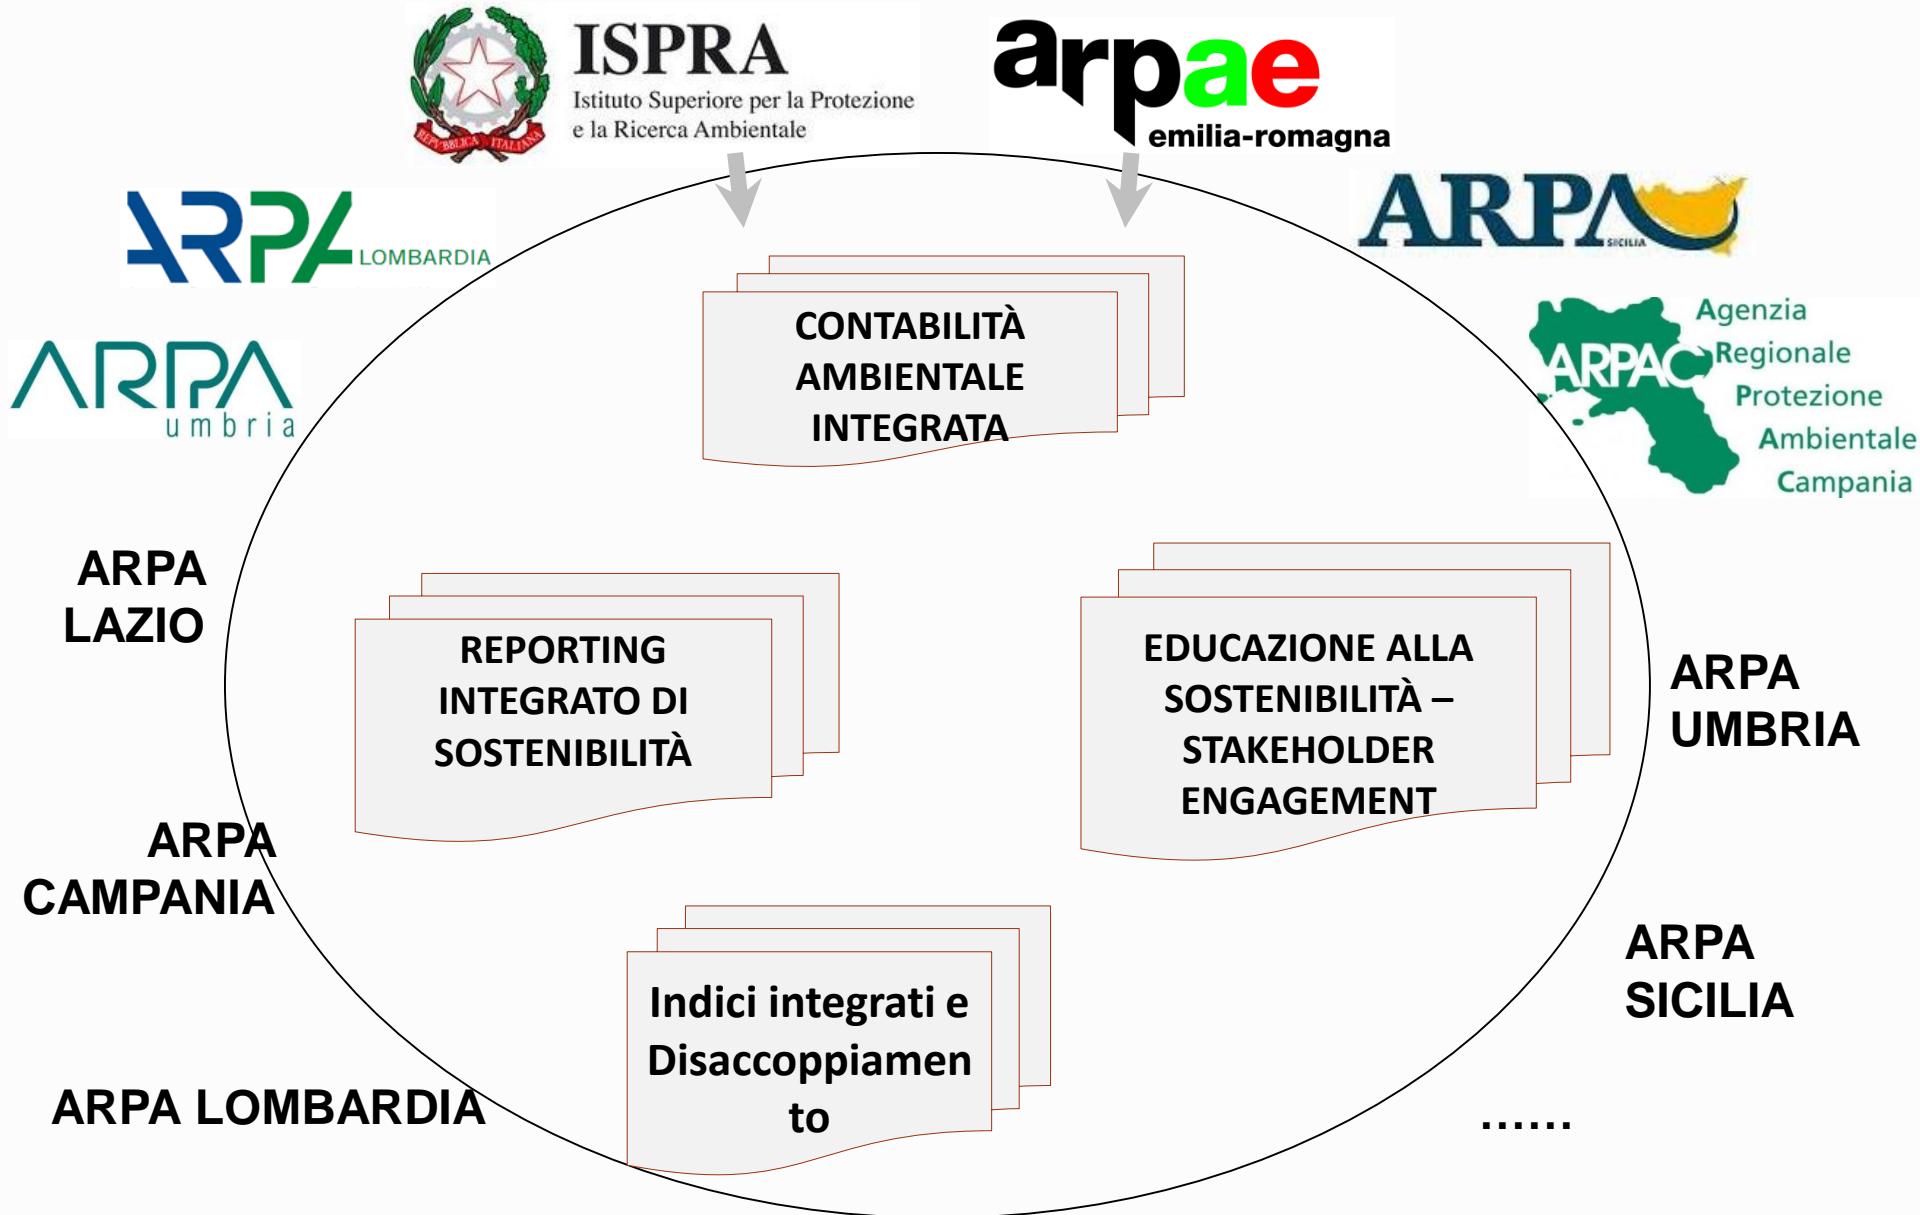 ISPRA
Istituto Superiore per la Protezione
e la Ricerca Ambientale
REPVBBLICA ITALIANA
arpae
emilia-romagna
ARPA LOMBARDIA
ARPA SICILIA
ARPA
umbria
ARPAC
Agenzia
Regionale
Protezione
Ambientale
Campania
CONTABILITÀ
AMBIENTALE
INTEGRATA
ARPA
LAZIO
REPORTING
INTEGRATO DI
SOSTENIBILITÀ
EDUCAZIONE ALLA
SOSTENIBILITÀ –
STAKEHOLDER
ENGAGEMENT
ARPA
UMBRIA
ARPA
CAMPANIA
ARPA
SICILIA
Indici integrati e
Disaccoppiamen
to
ARPA LOMBARDIA
......